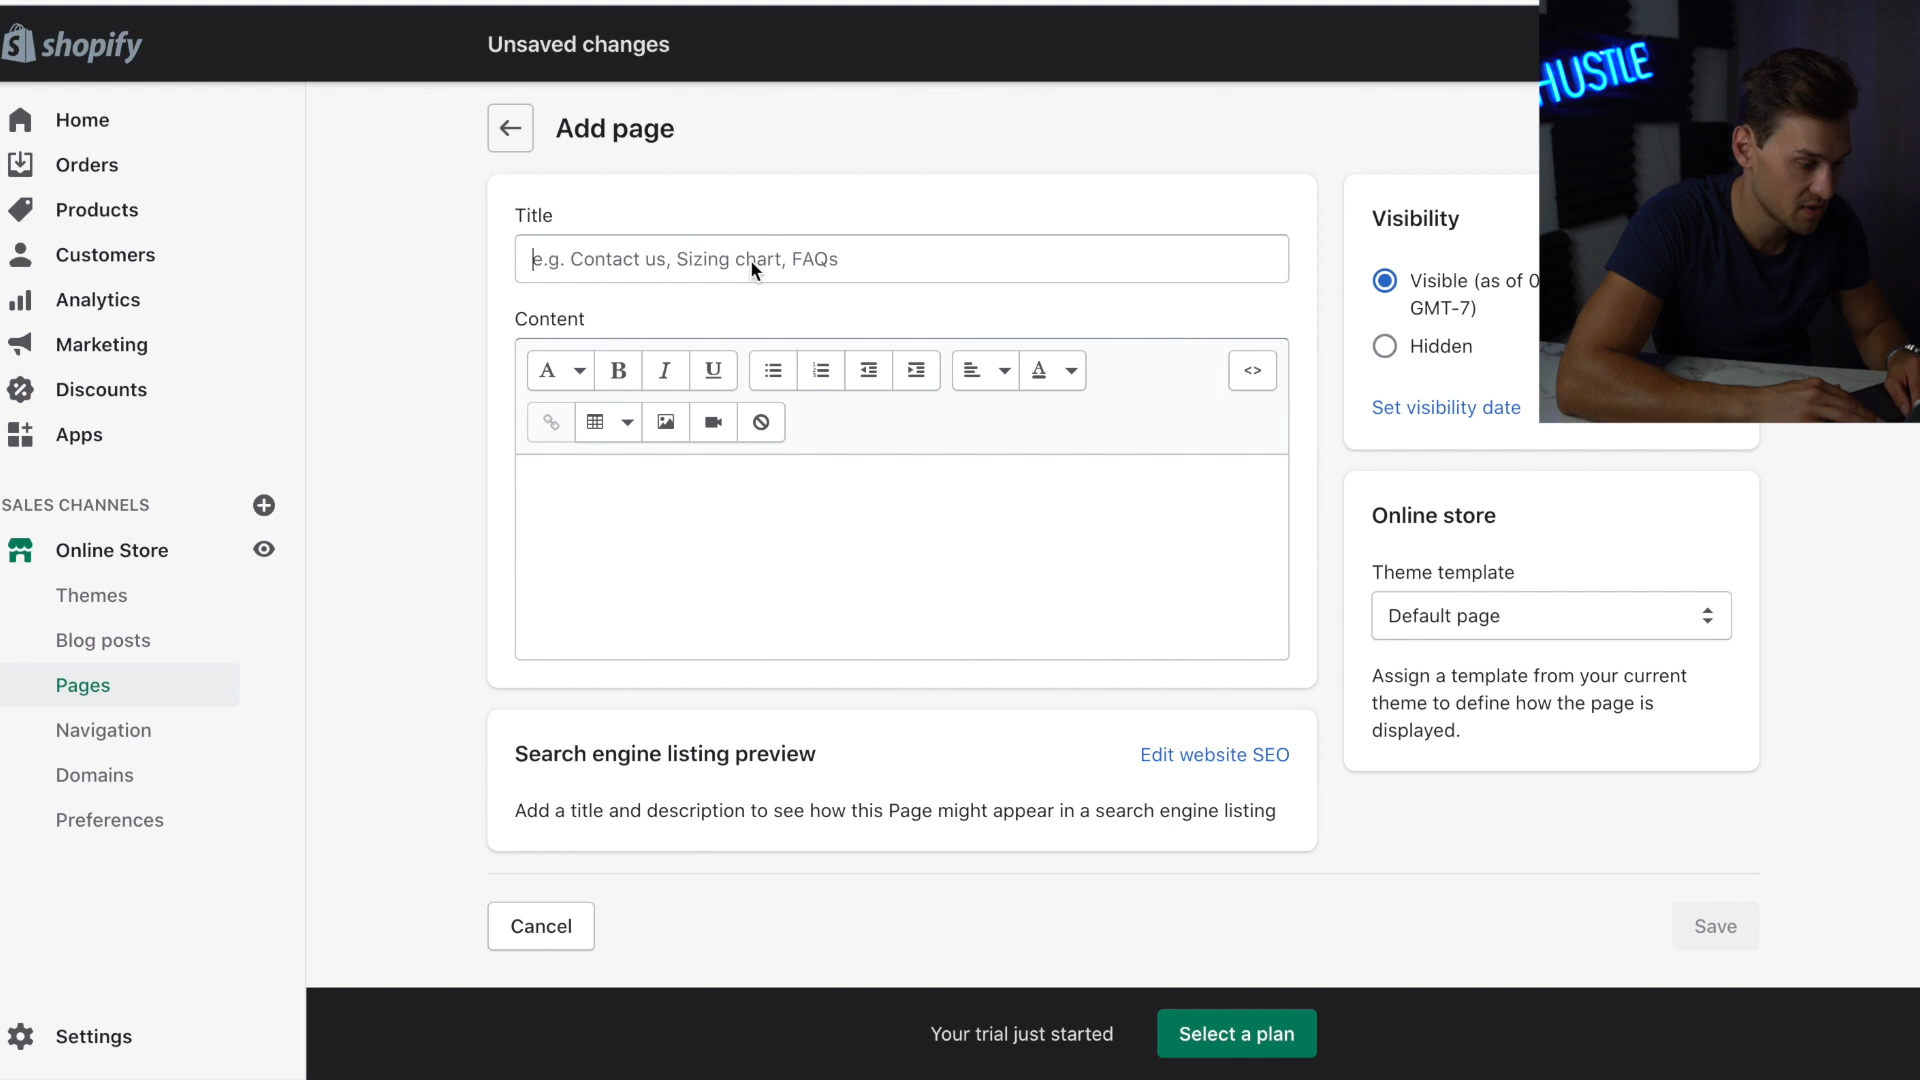 shopify
Unsaved changes
HUSTLE
Home
Orders
Products
Customers
Analytics
Marketing
Discounts
Apps
SALES CHANNELS
Online Store
Themes
Blog posts
Pages
Navigation
Domains
Preferences
Settings
Add page
Title
e.g. Contact us, Sizing chart, FAQs
Content
A B I U A <>
Search engine listing preview
Edit website SEO
Add a title and description to see how this Page might appear in a search engine listing
Cancel
Visibility
Visible (as of 0
GMT-7)
Hidden
Set visibility date
Online store
Theme template
Default page
Assign a template from your current
theme to define how the page is
displayed.
Save
Your trial just started
Select a plan